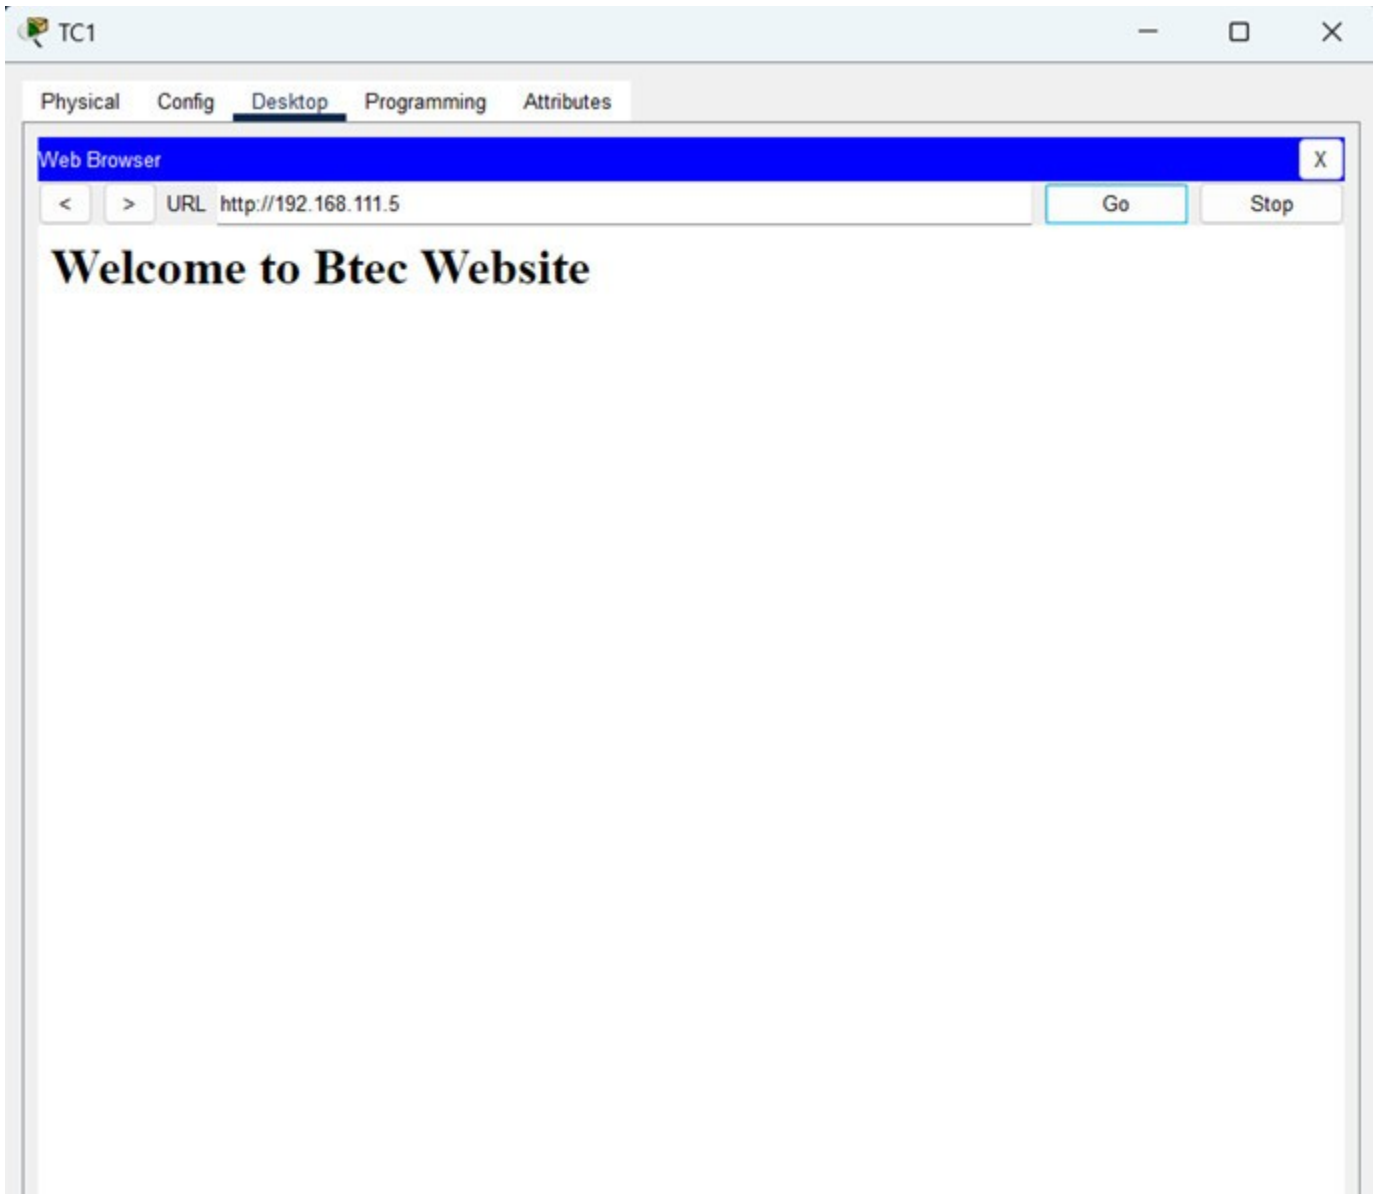 TC1
Physical Config Desktop Programming Attributes
Web Browser X
< > URL http://192.168.111.5 Go Stop
Welcome to Btec Website